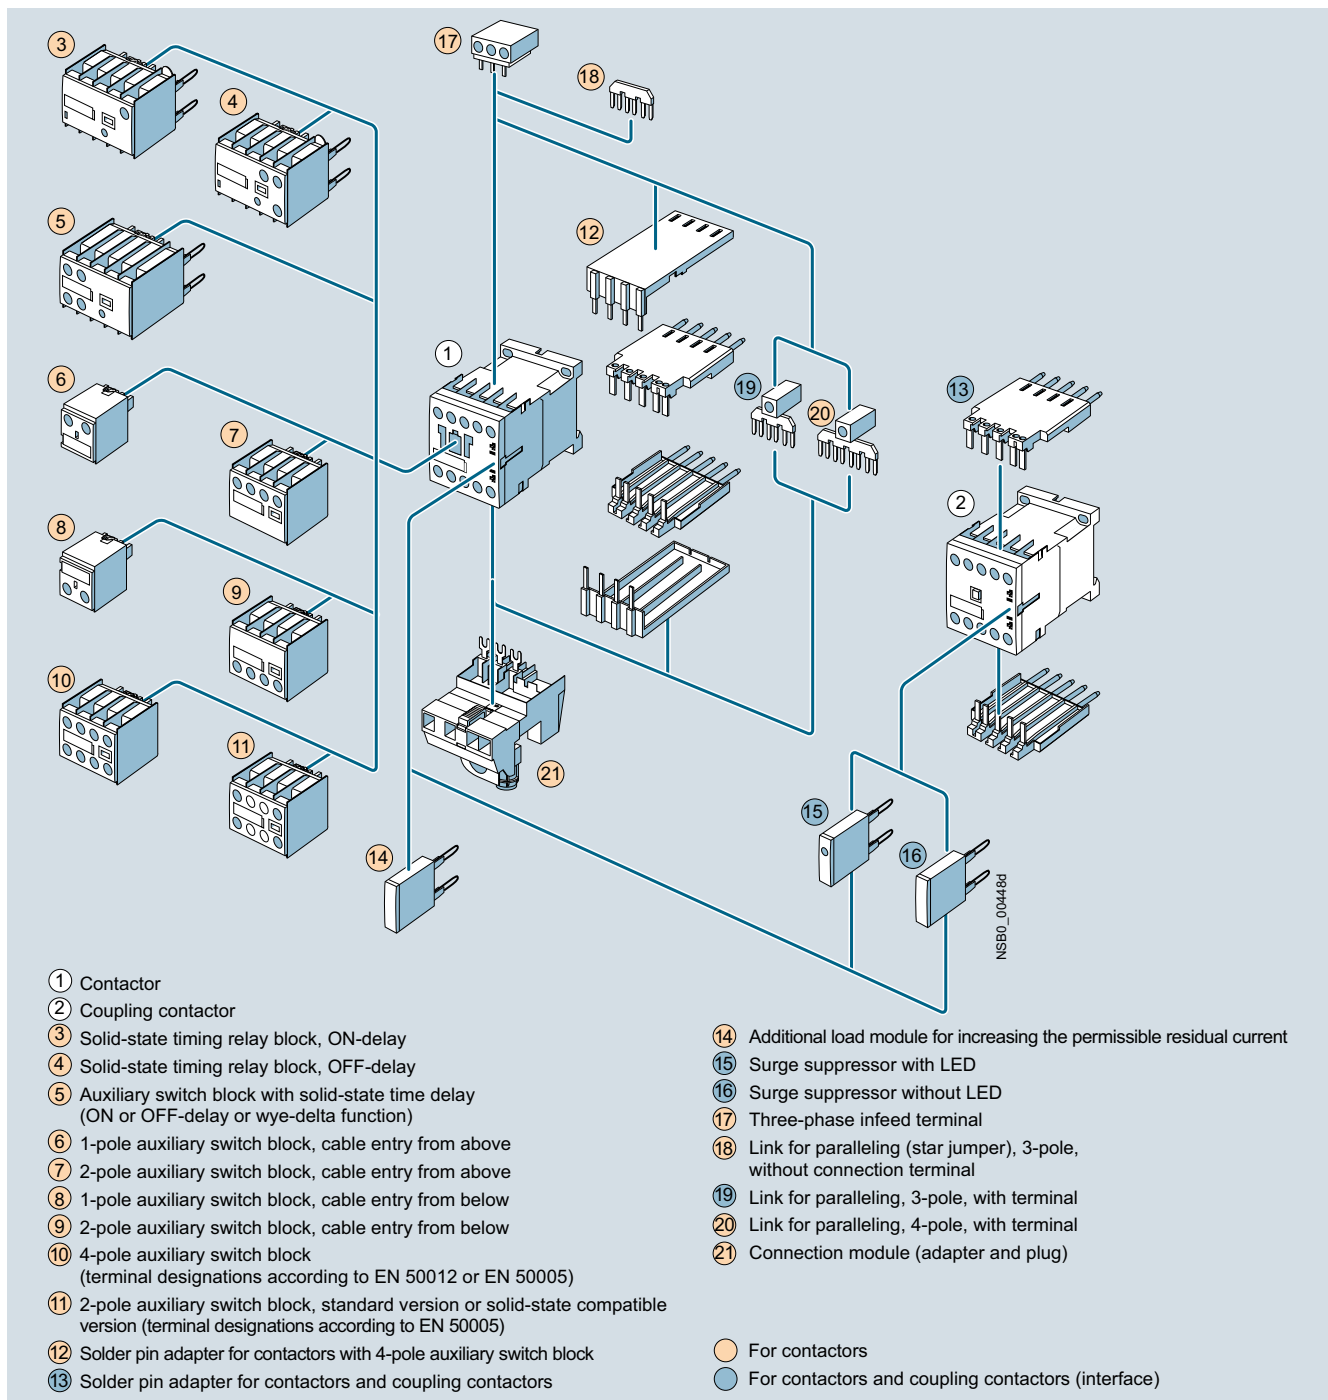 3
17
18
4
5
12
1
6
19
20
13
7
2
8
9
10
11
21
15
14
16
NSB0_00448d
1 Contactor
2 Coupling contactor
3 Solid-state timing relay block, ON-delay
4 Solid-state timing relay block, OFF-delay
5 Auxiliary switch block with solid-state time delay
(ON or OFF-delay or wye-delta function)
6 1-pole auxiliary switch block, cable entry from above
7 2-pole auxiliary switch block, cable entry from above
8 1-pole auxiliary switch block, cable entry from below
9 2-pole auxiliary switch block, cable entry from below
10 4-pole auxiliary switch block
(terminal designations according to EN 50012 or EN 50005)
11 2-pole auxiliary switch block, standard version or solid-state compatible
version (terminal designations according to EN 50005)
12 Solder pin adapter for contactors with 4-pole auxiliary switch block
13 Solder pin adapter for contactors and coupling contactors
14 Additional load module for increasing the permissible residual current
15 Surge suppressor with LED
16 Surge suppressor without LED
17 Three-phase infeed terminal
18 Link for paralleling (star jumper), 3-pole,
without connection terminal
19 Link for paralleling, 3-pole, with terminal
20 Link for paralleling, 4-pole, with terminal
21 Connection module (adapter and plug)
For contactors
For contactors and coupling contactors (interface)